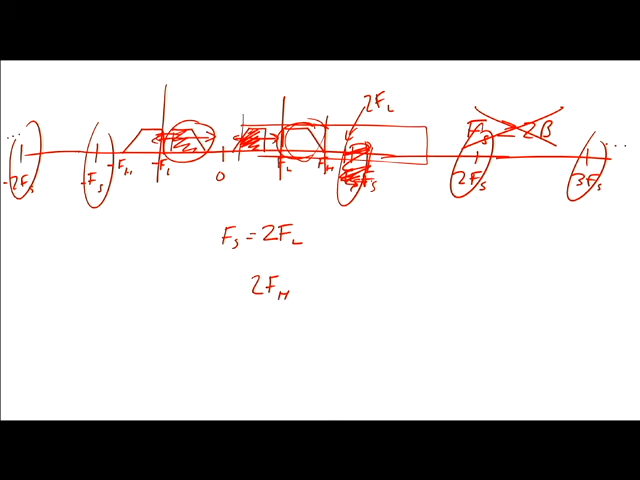 2F_L
F_s = 2B
...
...
-2F_s
-F_s
-F_H
-F_L
0
F_L
F_H
F_s
2F_s
3F_s
F_s = 2F_L
2F_H